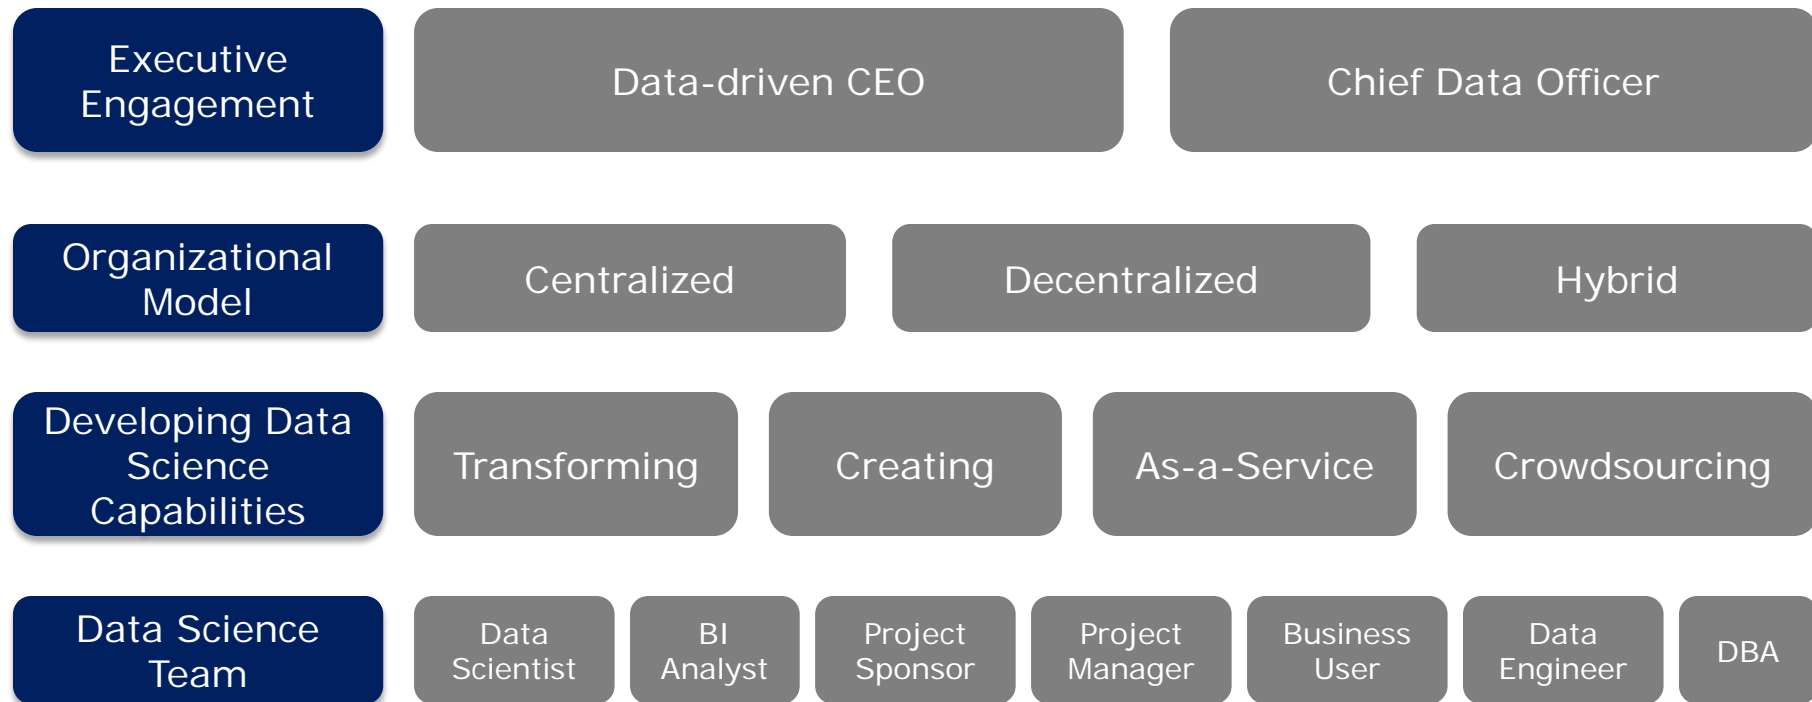 Executive
Engagement
Data-driven CEO
Chief Data Officer
Organizational
Model
Centralized
Decentralized
Hybrid
Developing Data
Science
Capabilities
Transforming
Creating
As-a-Service
Crowdsourcing
Data Science
Team
Data
Scientist
BI
Analyst
Project
Sponsor
Project
Manager
Business
User
Data
Engineer
DBA